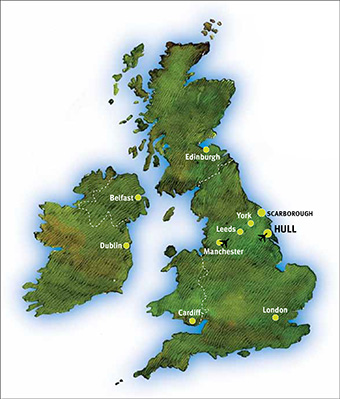 Edinburgh
Belfast
SCARBOROUGH
York
HULL
Leeds
Dublin
Manchester
Cardiff
London